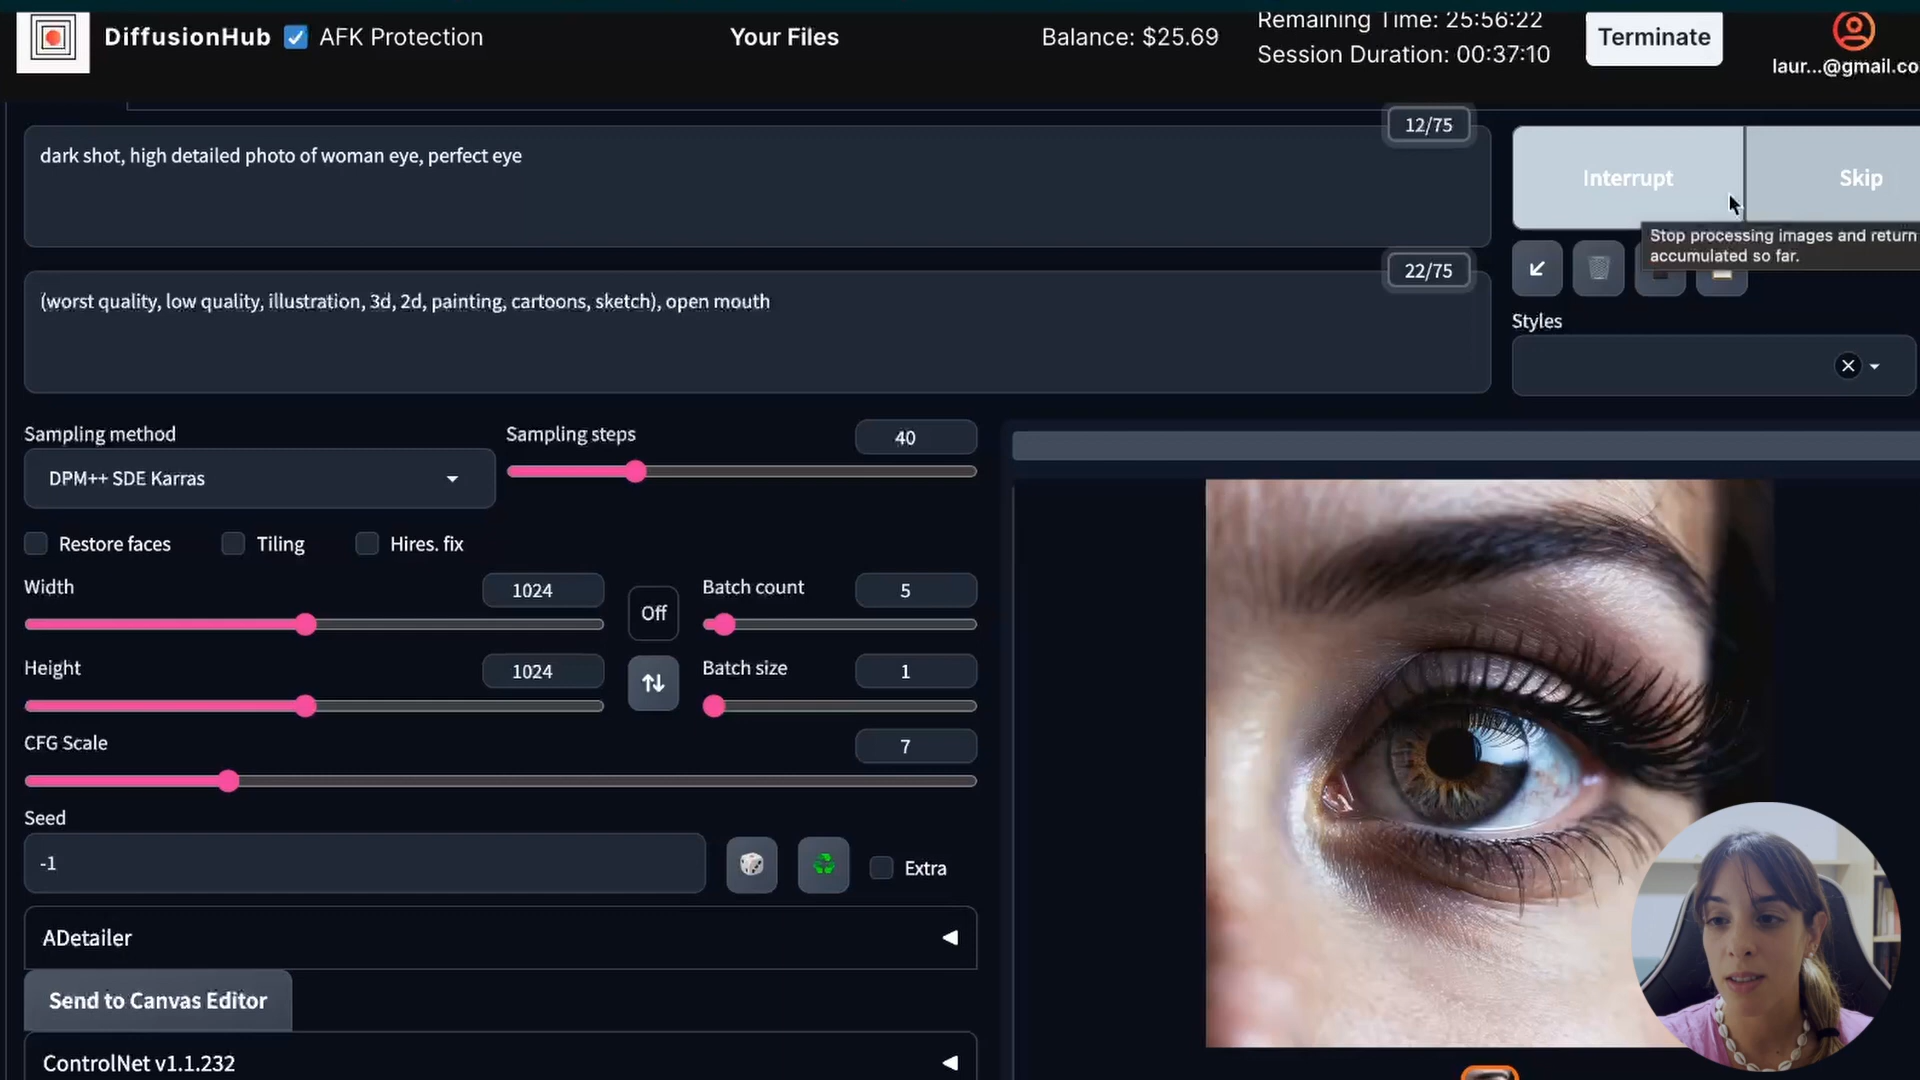 DiffusionHub
AFK Protection
Your Files
Balance: $25.69
Remaining Time: 25:56:22
Session Duration: 00:37:10
Terminate
laur...@gmail.co
12/75
dark shot, high detailed photo of woman eye, perfect eye
Interrupt
Skip
Stop processing images and return
accumulated so far.
22/75
(worst quality, low quality, illustration, 3d, 2d, painting, cartoons, sketch), open mouth
Styles
Sampling method
DPM++ SDE Karras
Sampling steps
40
Restore faces
Tiling
Hires. fix
Width
1024
Off
Batch count
5
Height
1024
Batch size
1
CFG Scale
7
Seed
-1
Extra
ADetailer
Send to Canvas Editor
ControlNet v1.1.232